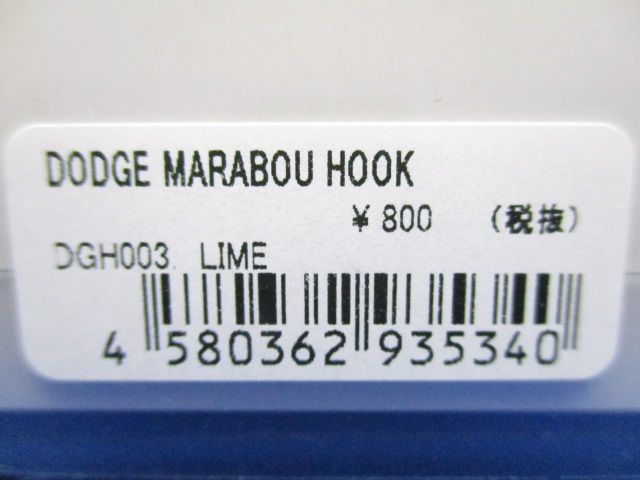 DODGE MARABOU HOOK
¥800 (税抜)
DGH003 LIME
4 580362 935340